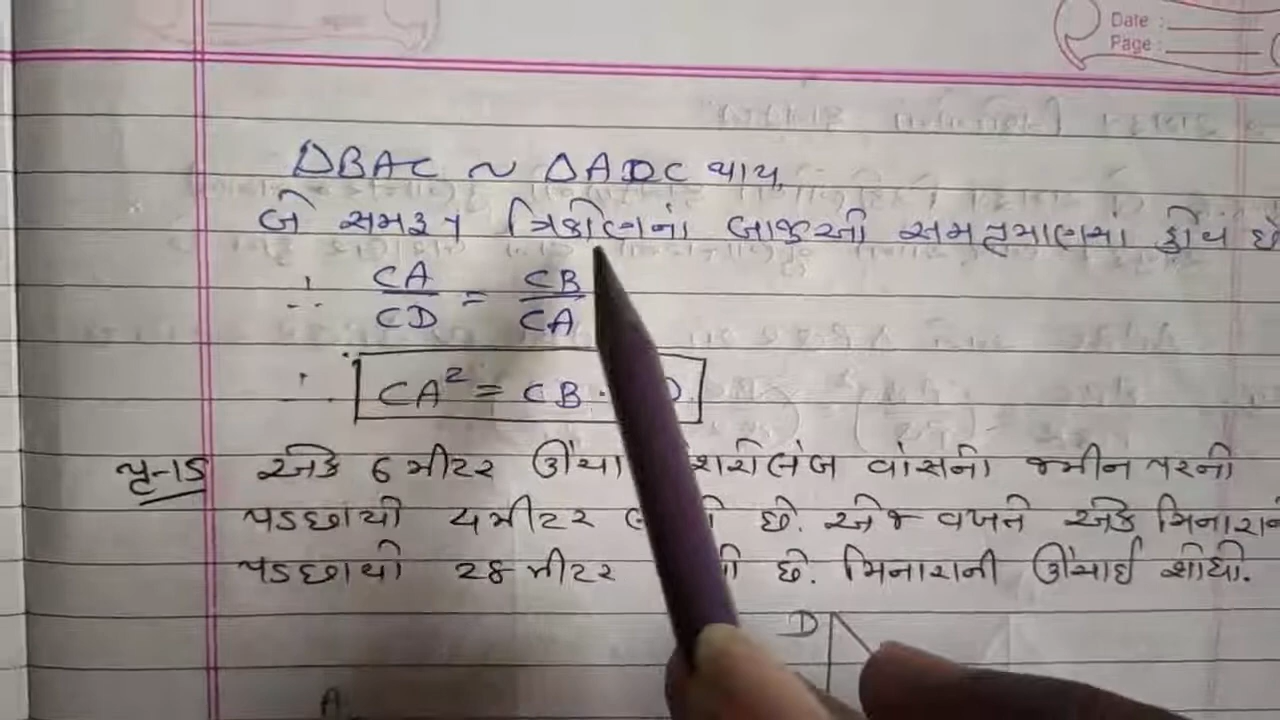 Date :
Page :
ΔBAC ~ ΔADC થાય.
બે સમરૂપ ત્રિકોણનાં બાજુઓ સમપ્રમાણમાં હોય છે
∴ CA/CD = CB/CA
∴ CA² = CB ·
પ્ર-15 એક 6 મીટર ઊંચા શિરોલંબ વાંસનો જમીન પરનો
પડછાયો 4 મીટર છે. એજ વખતે એક મિનારાનો
પડછાયો 28 મીટર છે. મિનારાની ઊંચાઈ શોધો.
D
A